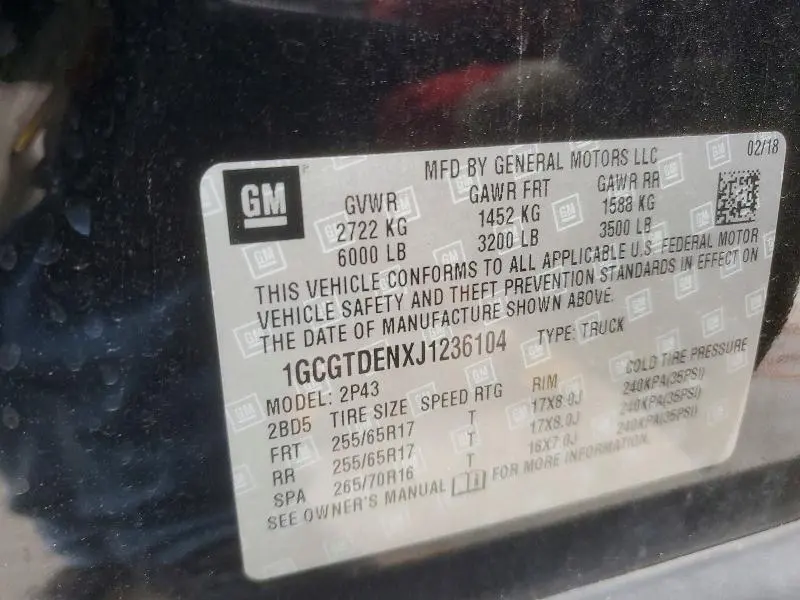 MFD BY GENERAL MOTORS LLC 02/18
GM GVWR GAWR FRT GAWR RR
2722 KG 1452 KG 1588 KG
6000 LB 3200 LB 3500 LB
THIS VEHICLE CONFORMS TO ALL APPLICABLE U.S. FEDERAL MOTOR
VEHICLE SAFETY AND THEFT PREVENTION STANDARDS IN EFFECT ON
THE DATE OF MANUFACTURE SHOWN ABOVE.
1GCGTDENXJ1236104 TYPE: TRUCK
MODEL: 2P43
2BD5 TIRE SIZE SPEED RTG RIM COLD TIRE PRESSURE
FRT 255/65R17 T 17X8.0J 240KPA(35PSI)
RR 255/65R17 T 17X8.0J 240KPA(35PSI)
SPA 265/70R16 T 16X7.0J 240KPA(35PSI)
SEE OWNER'S MANUAL FOR MORE INFORMATION.